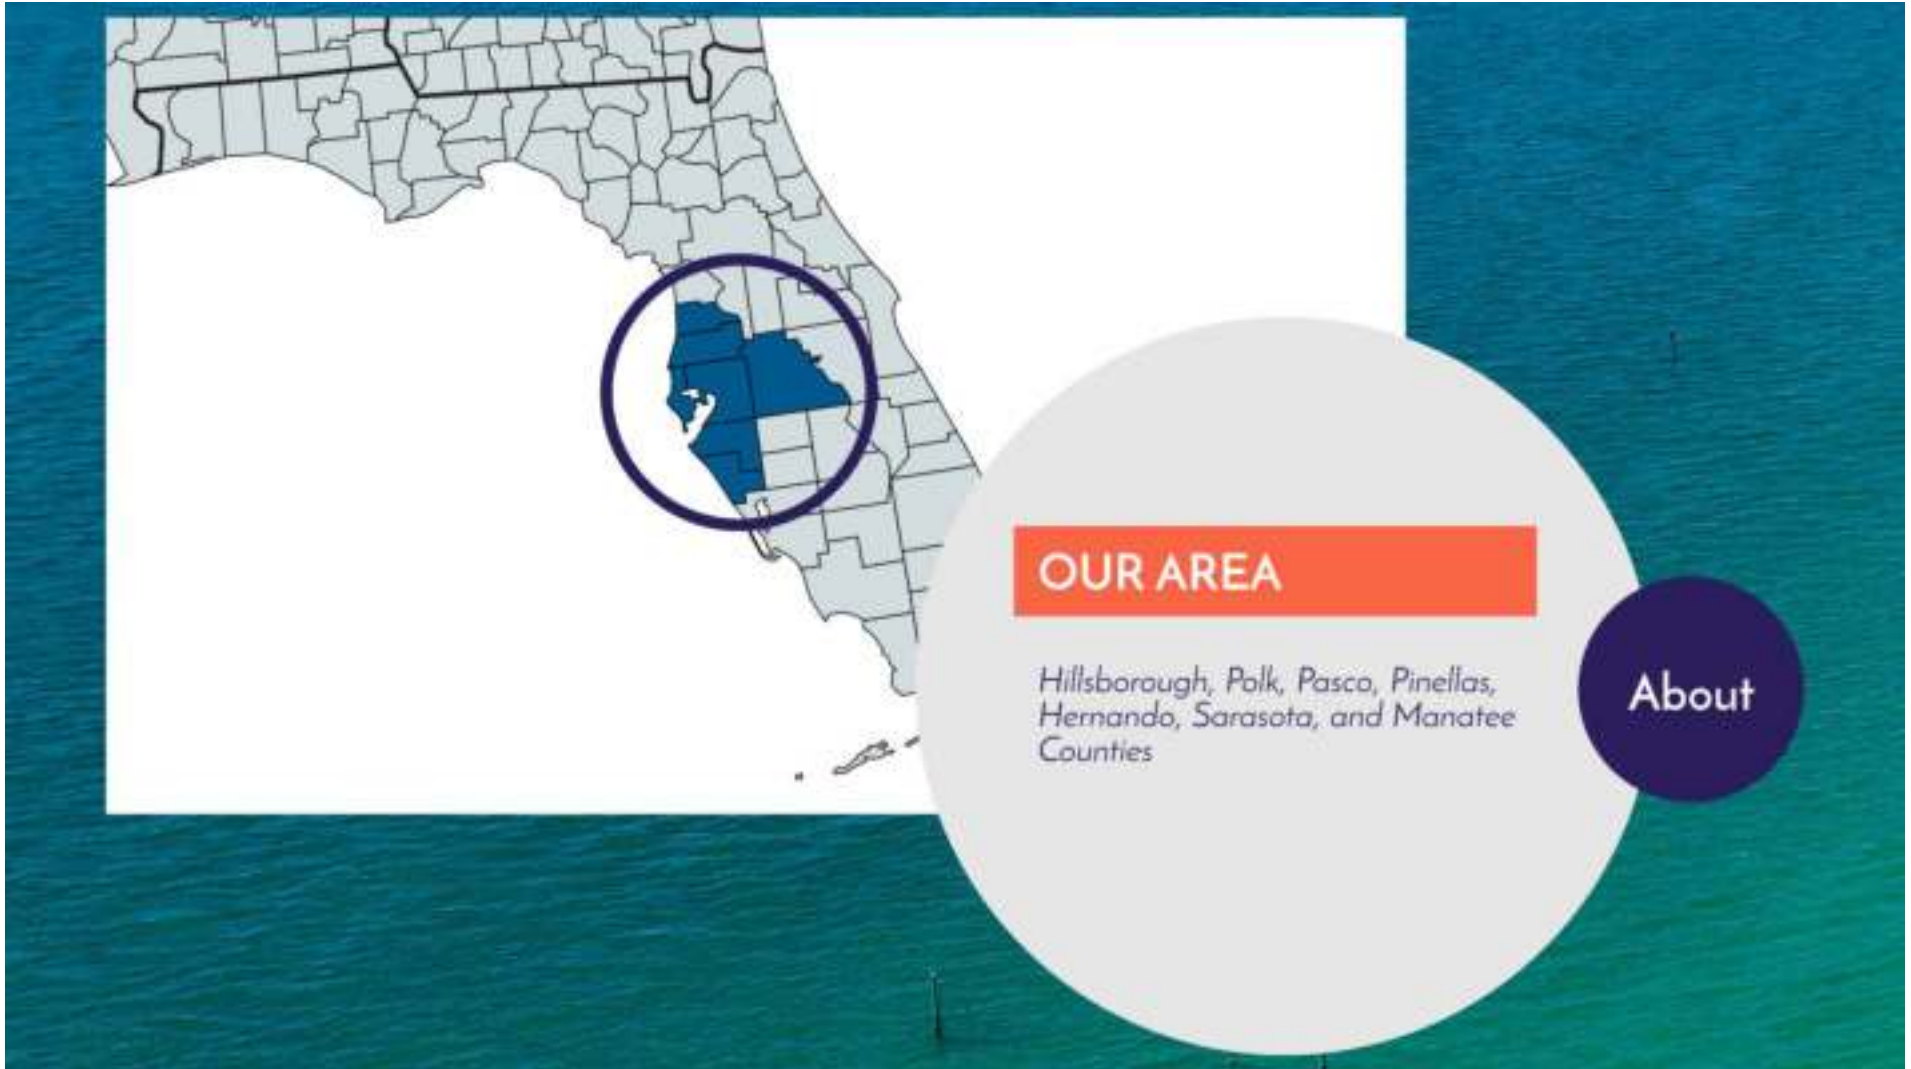 OUR AREA
Hillsborough, Polk, Pasco, Pinellas,
Hernando, Sarasota, and Manatee
Counties
About